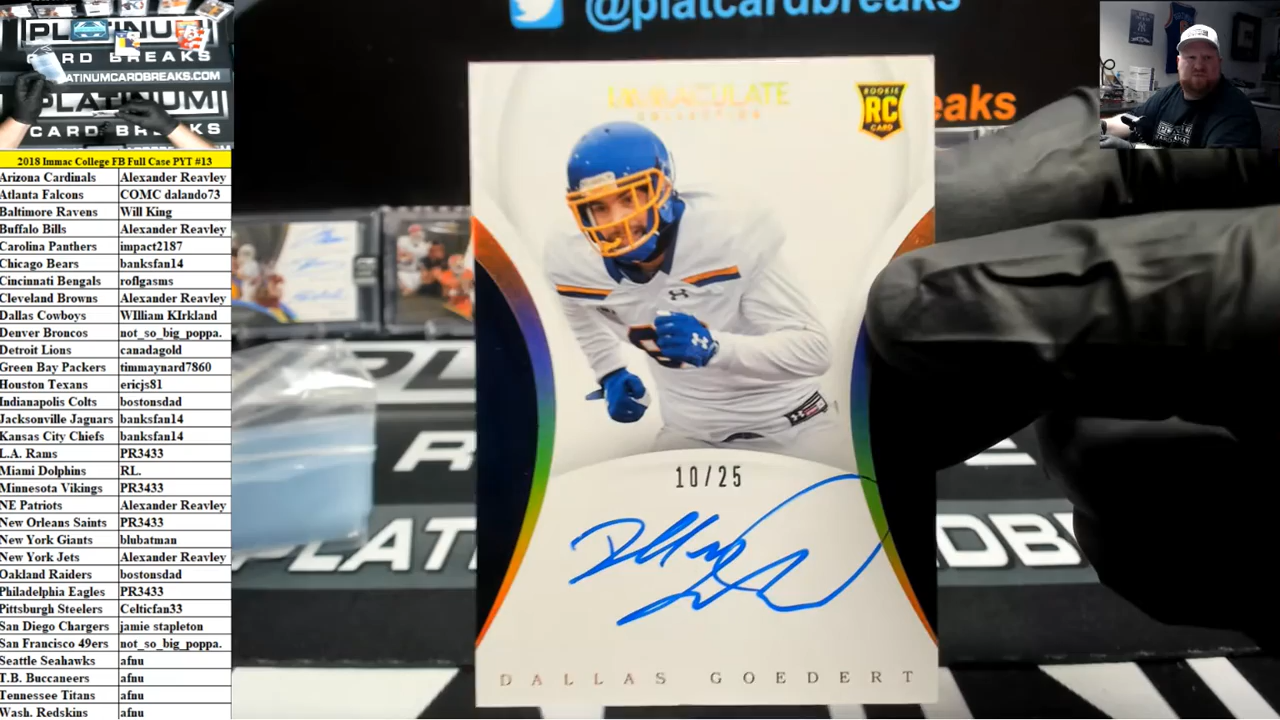 PLATINUM
CARD BREAKS
PLATINUMCARDBREAKS.COM
PLATINUM
CARD BREAKS
2018 Immac College FB Full Case PYT #13
Arizona Cardinals Alexander Reavley
Atlanta Falcons COMC dalando73
Baltimore Ravens Will King
Buffalo Bills Alexander Reavley
Carolina Panthers impact2187
Chicago Bears banksfan14
Cincinnati Bengals roflgasms
Cleveland Browns Alexander Reavley
Dallas Cowboys WIlliam KIrkland
Denver Broncos not_so_big_poppa.
Detroit Lions canadagold
Green Bay Packers timmaynard7860
Houston Texans ericjs81
Indianapolis Colts bostonsdad
Jacksonville Jaguars banksfan14
Kansas City Chiefs banksfan14
L.A. Rams PR3433
Miami Dolphins RL.
Minnesota Vikings PR3433
NE Patriots Alexander Reavley
New Orleans Saints PR3433
New York Giants blubatman
New York Jets Alexander Reavley
Oakland Raiders bostonsdad
Philadelphia Eagles PR3433
Pittsburgh Steelers Celticfan33
San Diego Chargers jamie stapleton
San Francisco 49ers not_so_big_poppa.
Seattle Seahawks afnu
T.B. Buccaneers afnu
Tennessee Titans afnu
Wash. Redskins afnu
@platcardbreaks
eaks
IMMACULATE
COLLECTION
ROOKIE
RC
CARD
10/25
DALLAS GOEDERT